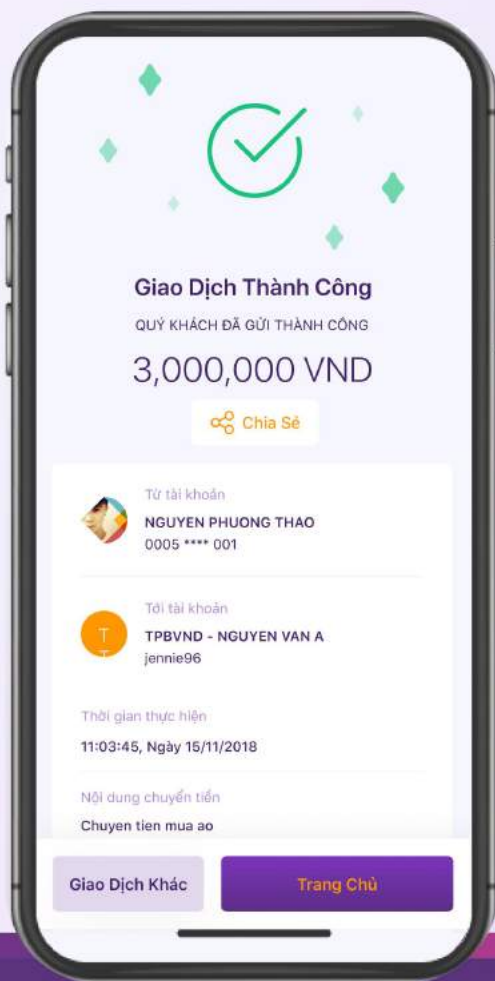 Giao Dịch Thành Công
QUÝ KHÁCH ĐÃ GỬI THÀNH CÔNG
3,000,000 VND
Chia Sẻ
Từ tài khoản
NGUYEN PHUONG THAO
0005 **** 001
Tới tài khoản
T
TPBVND - NGUYEN VAN A
jennie96
Thời gian thực hiện
11:03:45, Ngày 15/11/2018
Nội dung chuyển tiền
Chuyen tien mua ao
Giao Dịch Khác
Trang Chủ